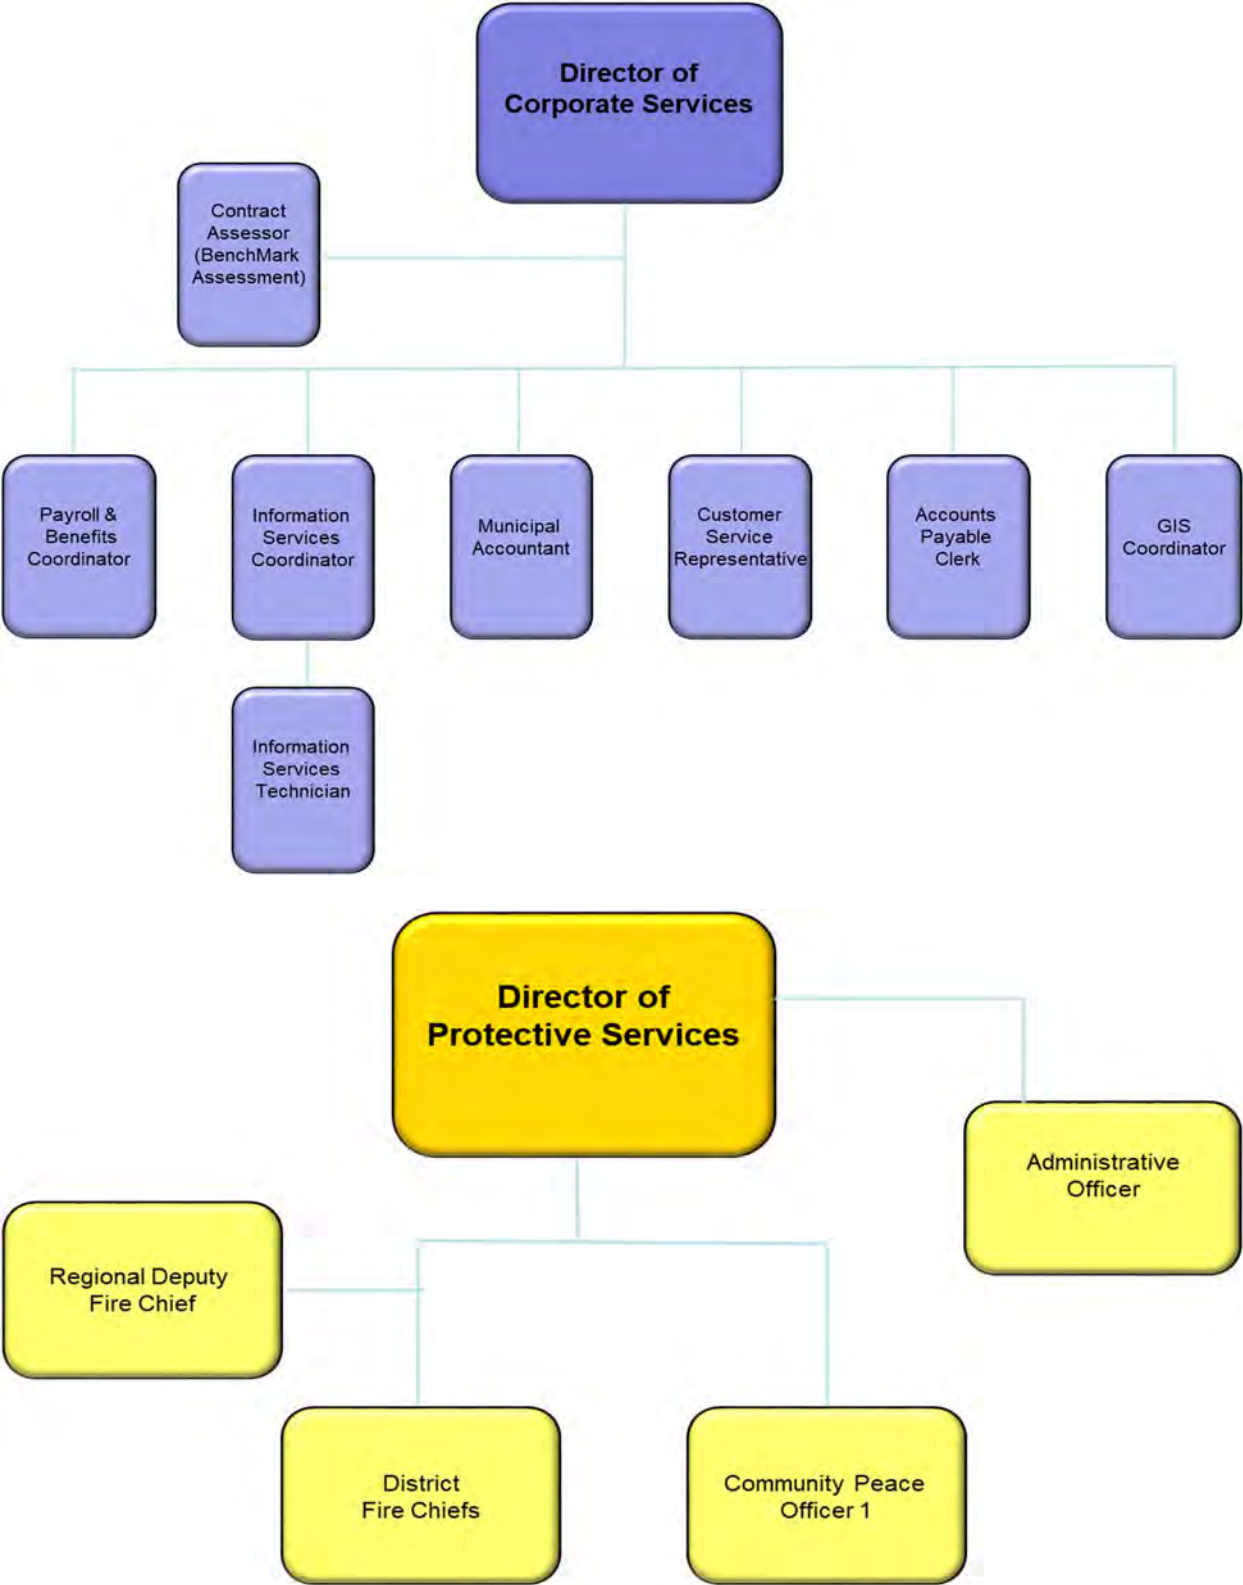 Director of
Corporate Services
Contract
Assessor
(BenchMark
Assessment)
Payroll &
Benefits
Coordinator
Information
Services
Coordinator
Municipal
Accountant
Customer
Service
Representative
Accounts
Payable
Clerk
GIS
Coordinator
Information
Services
Technician
Director of
Protective Services
Administrative
Officer
Regional Deputy
Fire Chief
District
Fire Chiefs
Community Peace
Officer 1